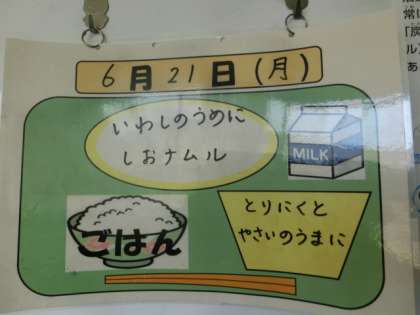 6月21日(月)
いわしのうめに
しおナムル
MILK
ごはん
とりにくと
やさいのうまに